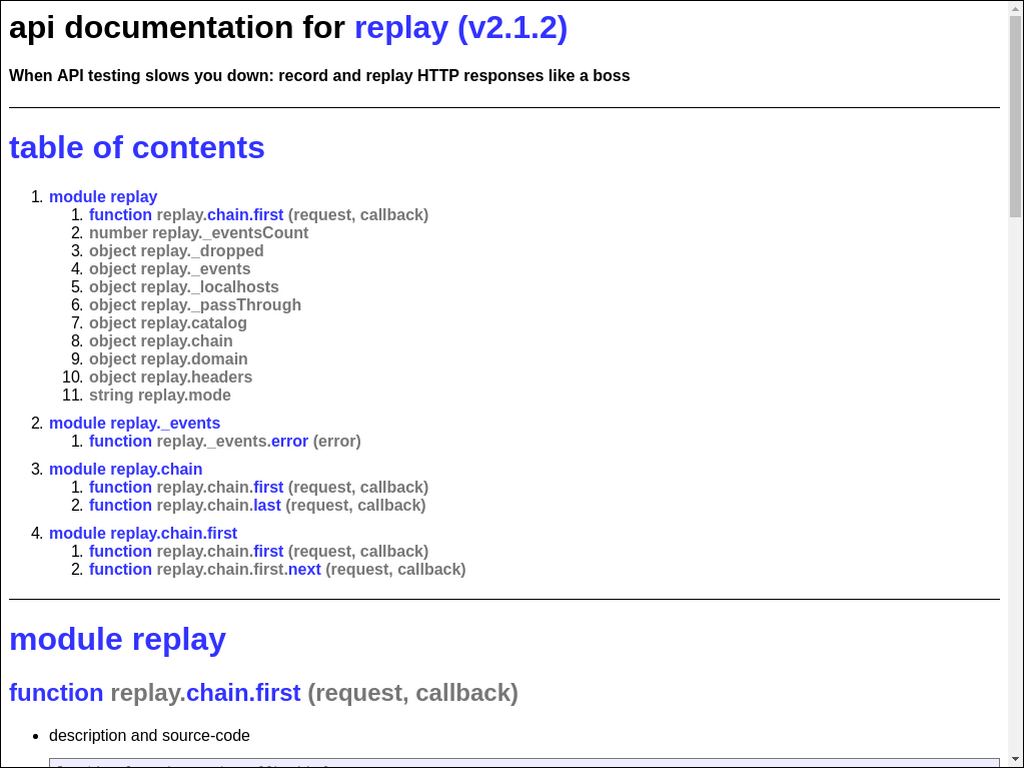 api documentation for replay (v2.1.2)
When API testing slows you down: record and replay HTTP responses like a boss
table of contents
1. module replay
1. function replay.chain.first (request, callback)
2. number replay._eventsCount
3. object replay._dropped
4. object replay._events
5. object replay._localhosts
6. object replay._passThrough
7. object replay.catalog
8. object replay.chain
9. object replay.domain
10. object replay.headers
11. string replay.mode
2. module replay._events
1. function replay._events.error (error)
3. module replay.chain
1. function replay.chain.first (request, callback)
2. function replay.chain.last (request, callback)
4. module replay.chain.first
1. function replay.chain.first (request, callback)
2. function replay.chain.first.next (request, callback)
module replay
function replay.chain.first (request, callback)
• description and source-code